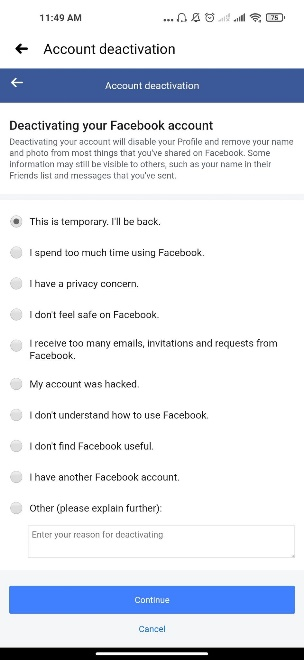 11:49 AM
75
Account deactivation
Account deactivation
Deactivating your Facebook account
Deactivating your account will disable your Profile and remove your name
and photo from most things that you've shared on Facebook. Some
information may still be visible to others, such as your name in their
Friends list and messages that you've sent.
This is temporary. I'll be back.
I spend too much time using Facebook.
I have a privacy concern.
I don't feel safe on Facebook.
I receive too many emails, invitations and requests from
Facebook.
My account was hacked.
I don't understand how to use Facebook.
I don't find Facebook useful.
I have another Facebook account.
Other (please explain further):
Enter your reason for deactivating
Continue
Cancel